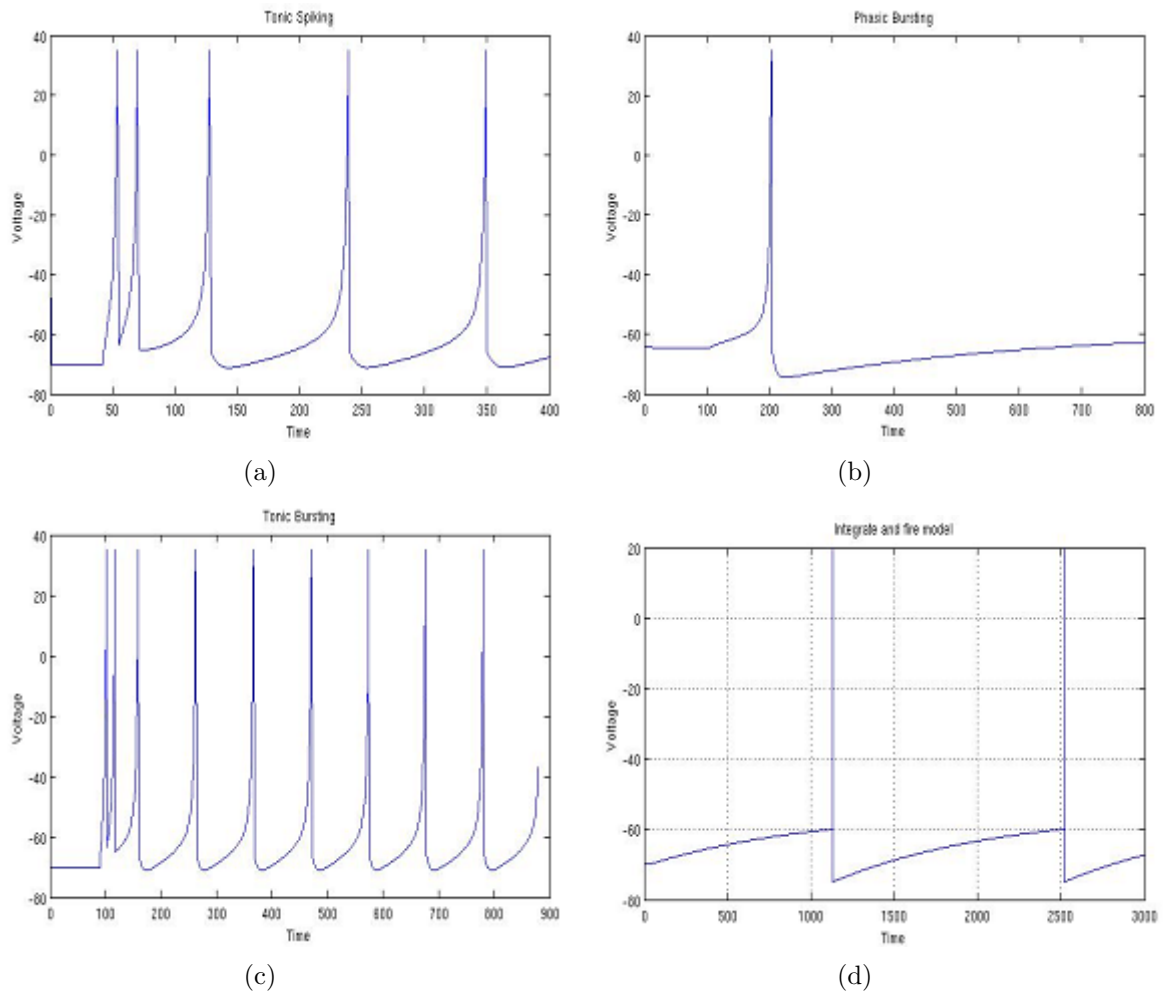 Tonic Spiking
40
20
0
-20
-40
-60
-80
Voltage
0 50 100 150 200 250 300 350 400
Time
(a)
Phasic Bursting
40
20
0
-20
-40
-60
-80
Voltage
0 100 200 300 400 500 600 700 800
Time
(b)
Tonic Bursting
40
20
0
-20
-40
-60
-80
Voltage
0 100 200 300 400 500 600 700 800 900
Time
(c)
Integrate and fire model
20
0
-20
-40
-60
-80
Voltage
0 500 1000 1500 2000 2500 3000
Time
(d)